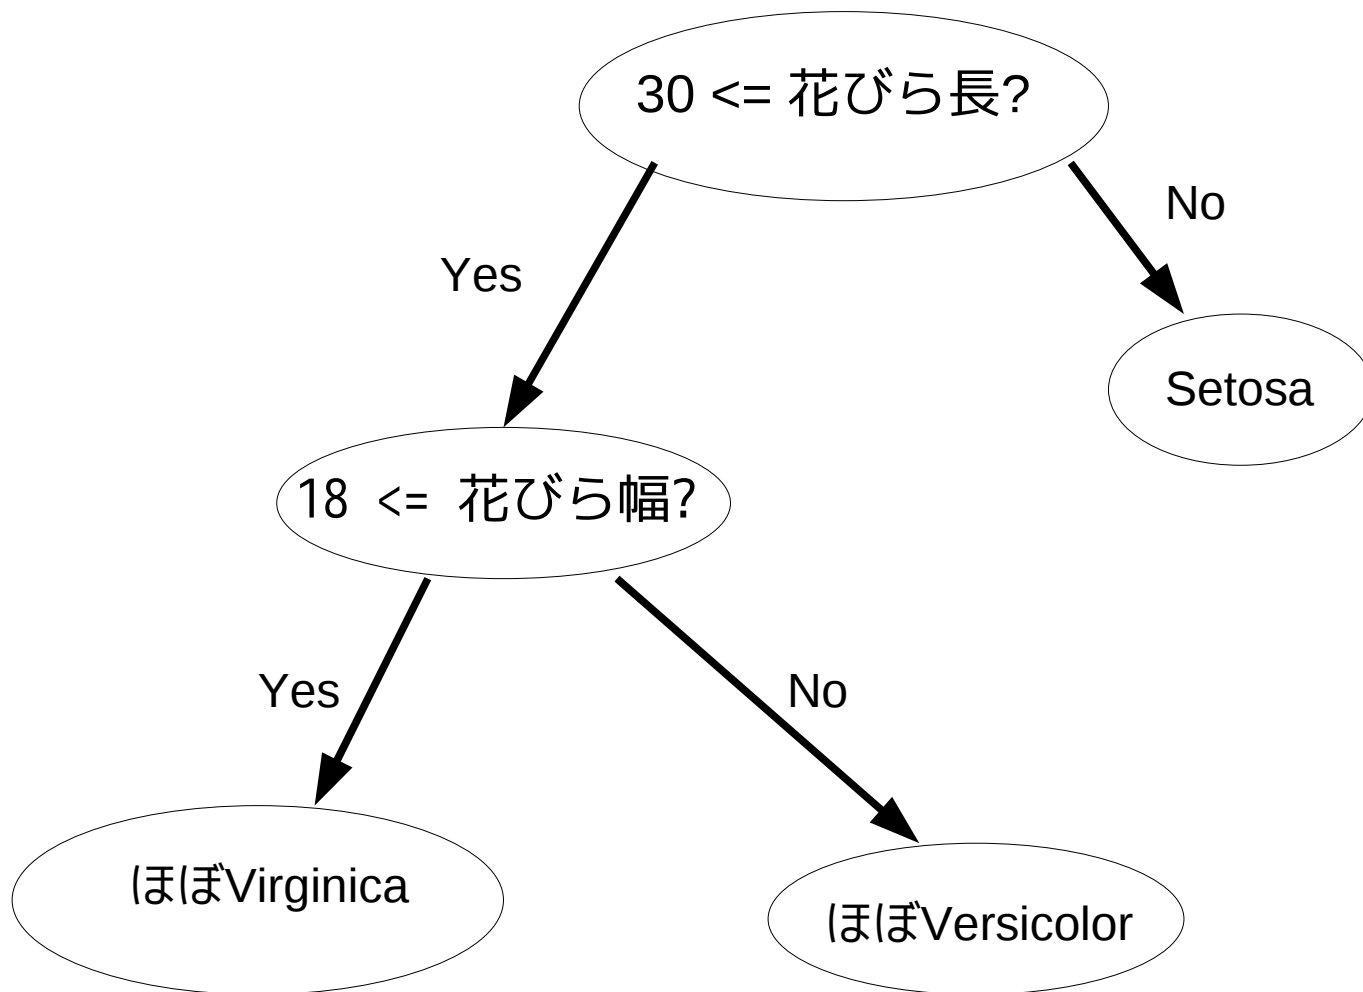 30 <= 花びら長?
No
Yes
Setosa
18 <= 花びら幅?
Yes
No
ほぼVirginica
ほぼVersicolor